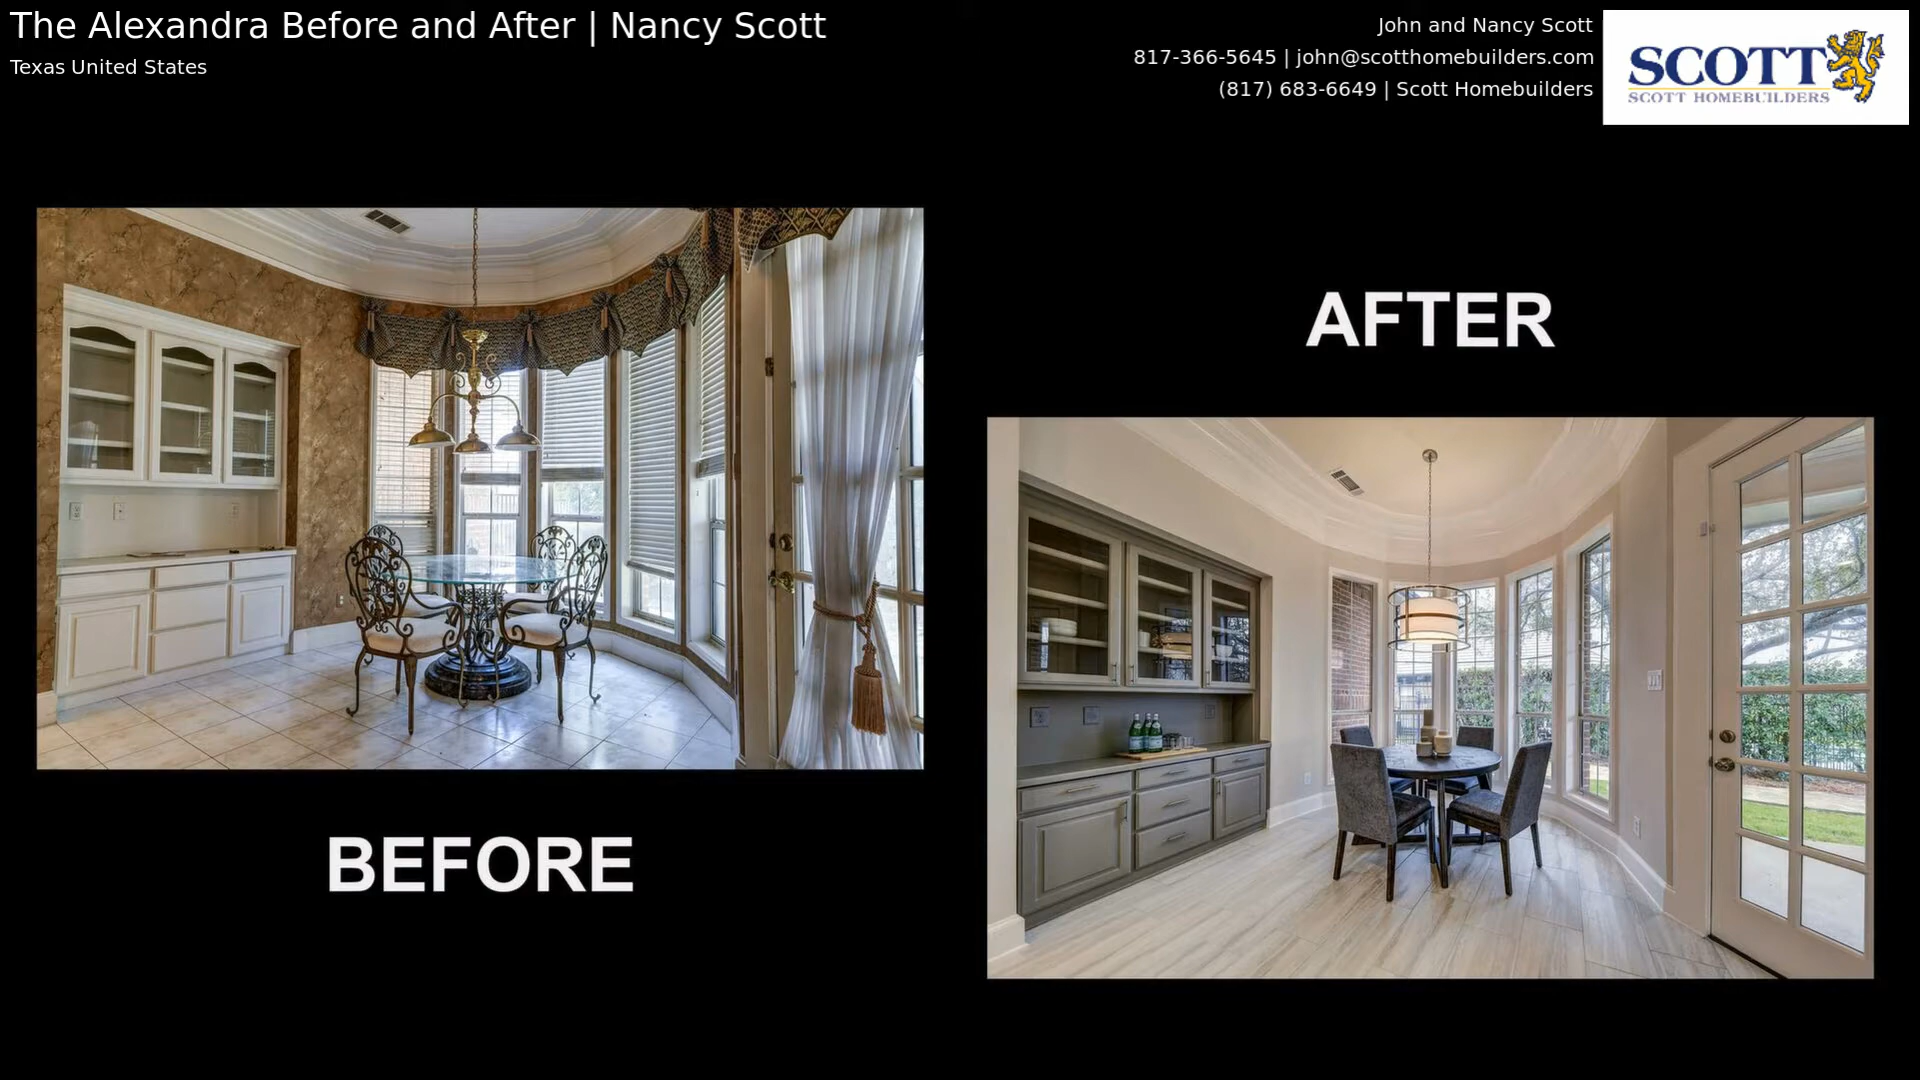 The Alexandra Before and After | Nancy Scott
Texas United States
John and Nancy Scott
817-366-5645 | john@scotthomebuilders.com
(817) 683-6649 | Scott Homebuilders
SCOTT
SCOTT HOMEBUILDERS
AFTER
BEFORE